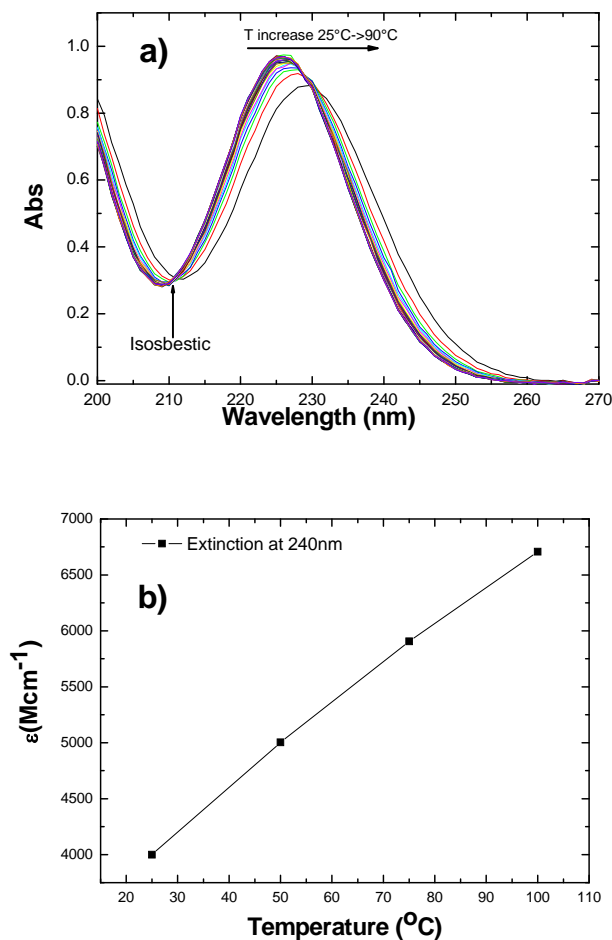 T increase 25°C->90°C
a)
1.0
0.8
0.6
0.4
0.2
0.0
Abs
Isosbestic
200 210 220 230 240 250 260 270
Wavelength (nm)
7000
6500
6000
5500
5000
4500
4000
Extinction at 240nm
b)
ε(Mcm⁻¹)
20 30 40 50 60 70 80 90 100 110
Temperature (°C)